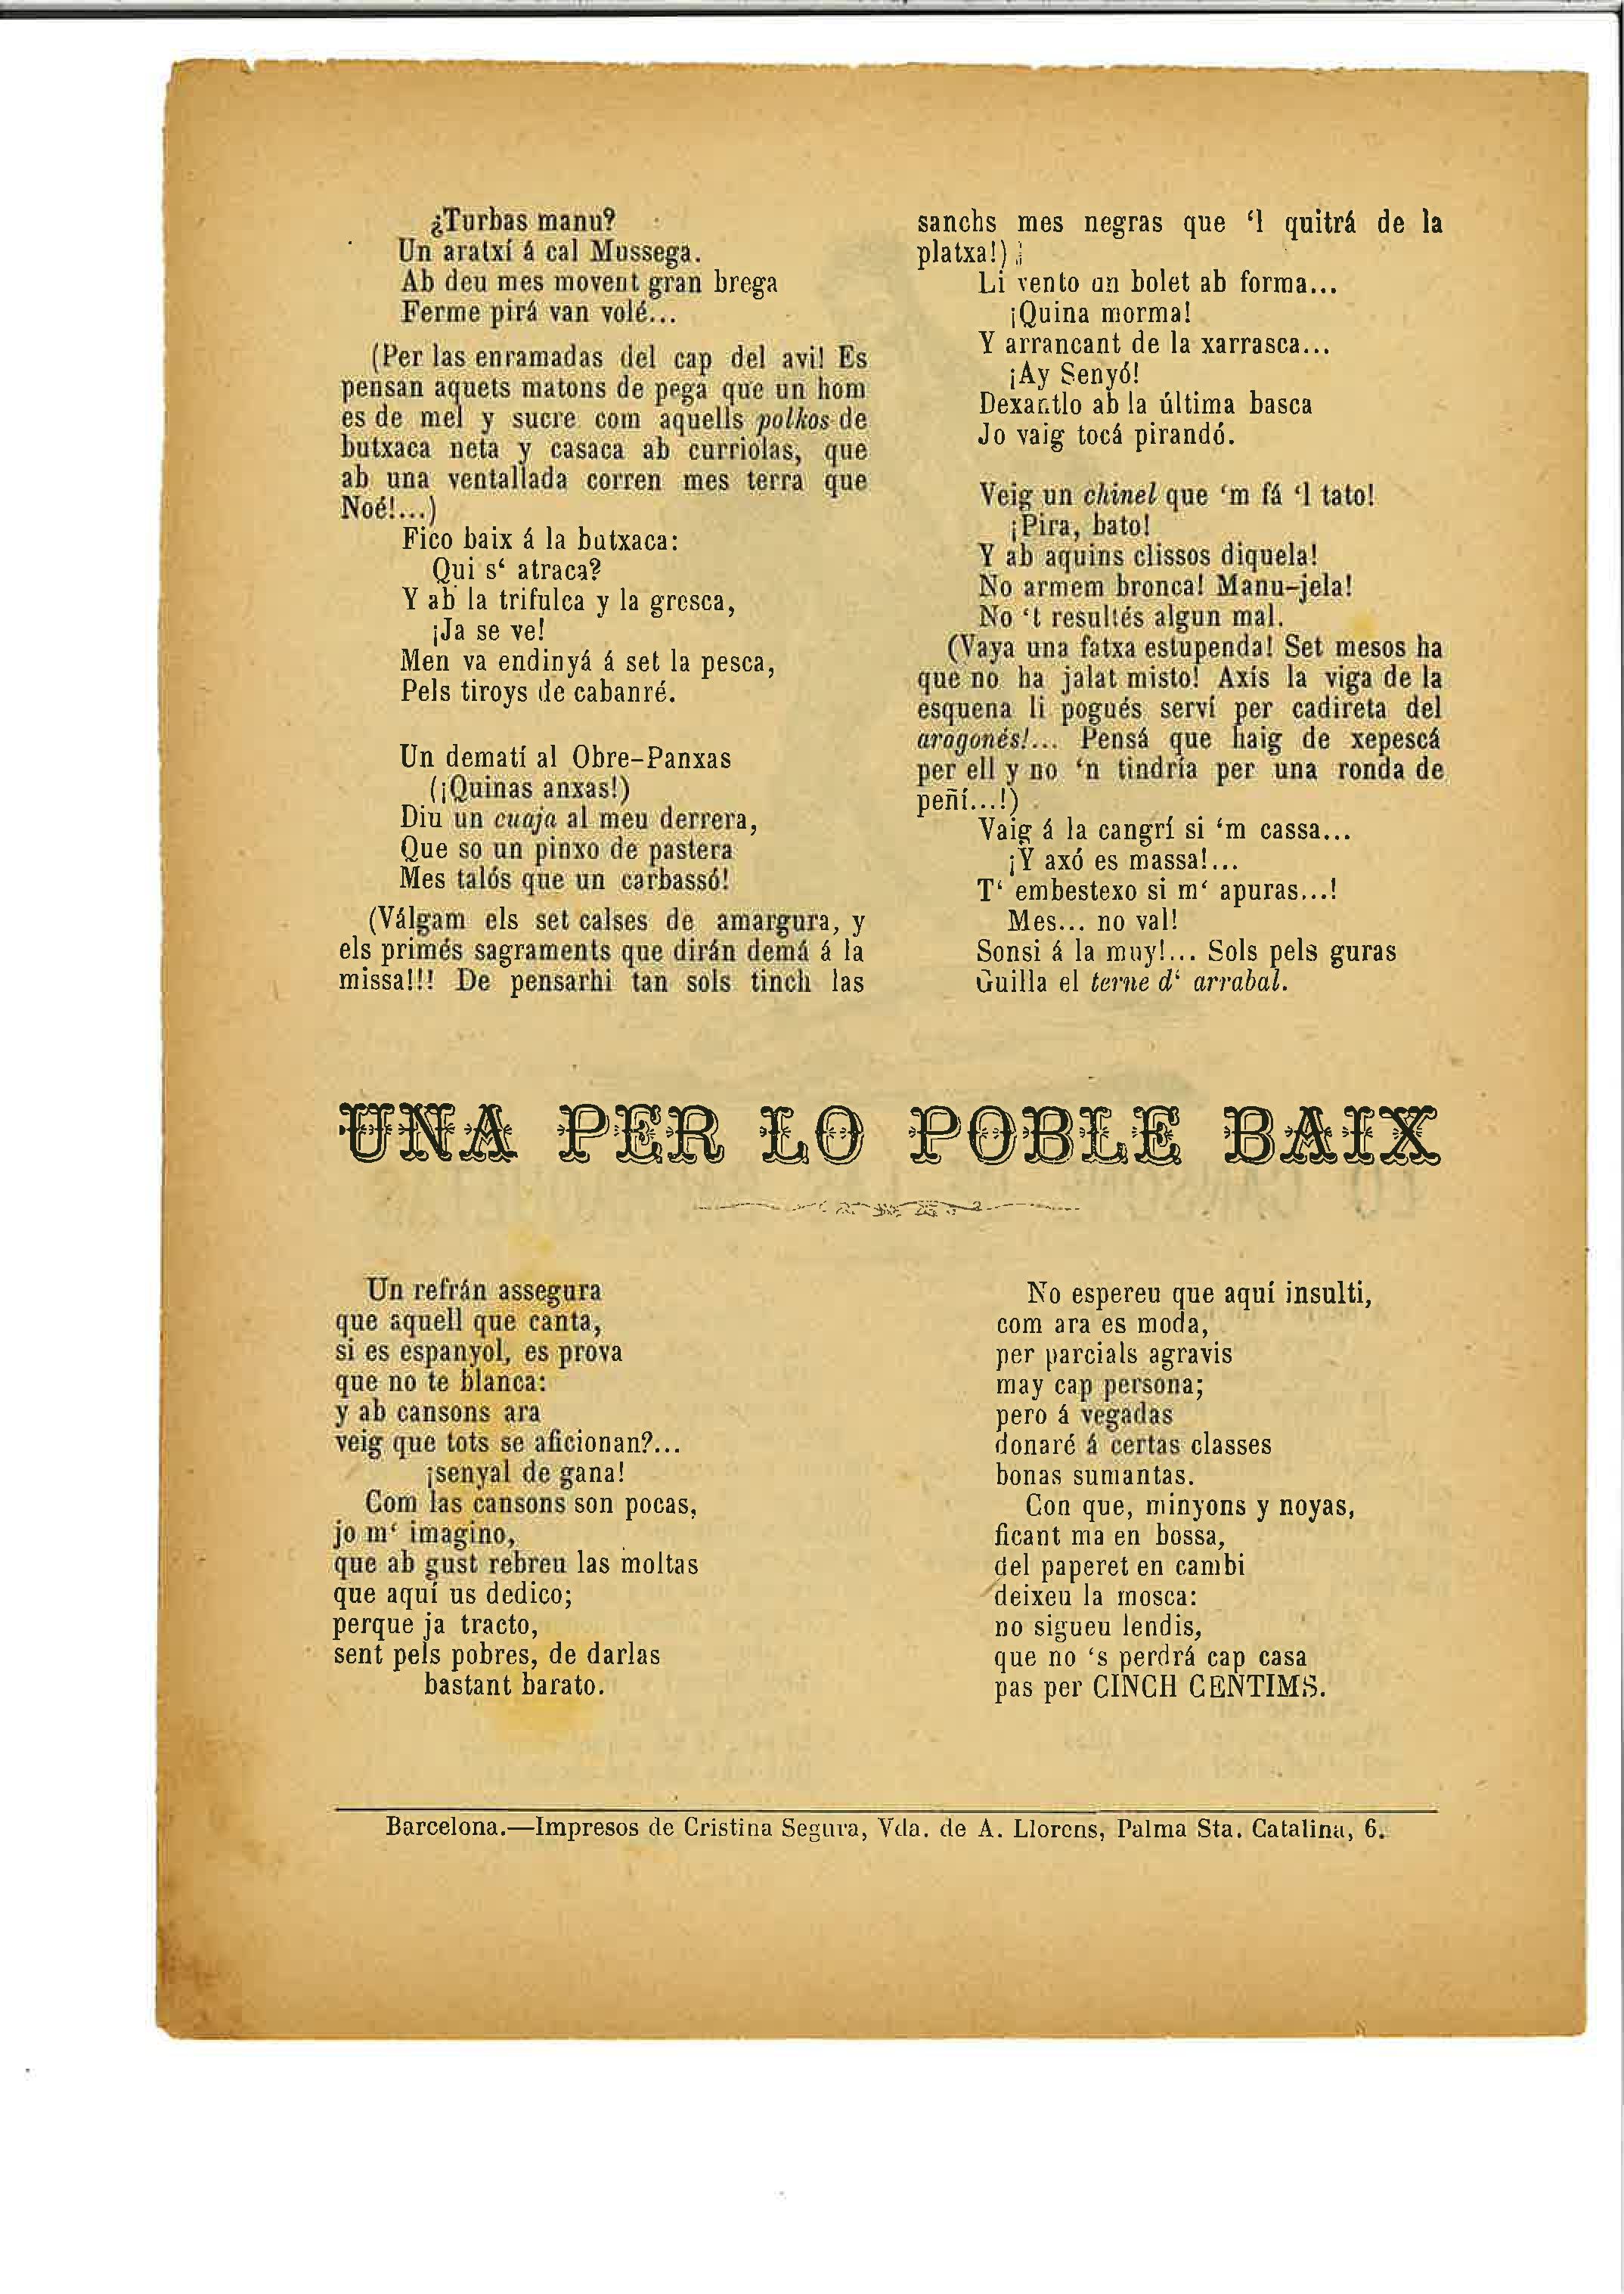 ¿Turbas manu?
Un aratxí á cal Mussega.
Ab deu mes movent gran brega
Ferme pirá van volé...
(Per las enramadas del cap del avi! Es
pensan aquets matons de pega que un hom
es de mel y sucre com aquells polkos de
butxaca neta y casaca ab curriolas, que
ab una ventallada corren mes terra que
Noé!...)
Fico baix á la butxaca:
Qui s‘ atraca?
Y ab la trifulca y la gresca,
¡Ja se ve!
Men va endinyá á set la pesca,
Pels tiroys de cabanré.
Un dematí al Obre-Panxas
(¡Quinas anxas!)
Diu un cuaja al meu derrera,
Que so un pinxo de pastera
Mes talós que un carbassó!
(Válgam els set calses de amargura, y
els primés sagraments que dirán demá á la
missa!!! De pensarhi tan sols tinch las
sanchs mes negras que ‘l quitrá de la
platxa!)
Li vento un bolet ab forma...
¡Quina morma!
Y arrancant de la xarrasca...
¡Ay Senyó!
Dexantlo ab la última basca
Jo vaig tocá pirandó.
Veig un chinel que ‘m fá ‘l tato!
¡Pira, bato!
Y ab aquins clissos diquela!
No armem bronca! Manu-jela!
No ‘t resultés algun mal.
(Vaya una fatxa estupenda! Set mesos ha
que no ha jalat misto! Axís la viga de la
esquena li pogués serví per cadireta del
aragonés!... Pensá que haig de xepescá
per ell y no ‘n tindría per una ronda de
peñí...!)
Vaig á la cangrí si ‘m cassa...
¡Y axó es massa!...
T‘ embestexo si m‘ apuras...!
Mes... no val!
Sonsi á la muy!... Sols pels guras
Guilla el terne d‘ arrabal.
UNA PER LO POBLE BAIX
Un refrán assegura
que aquell que canta,
si es espanyol, es prova
que no te blanca:
y ab cansons ara
veig que tots se aficionan?...
¡senyal de gana!
Com las cansons son pocas,
jo m‘ imagino,
que ab gust rebreu las moltas
que aquí us dedico;
perque ja tracto,
sent pels pobres, de darlas
bastant barato.
No espereu que aquí insulti,
com ara es moda,
per parcials agravis
may cap persona;
pero á vegadas
donaré á certas classes
bonas sumantas.
Con que, minyons y noyas,
ficant ma en bossa,
del paperet en cambi
deixeu la mosca:
no sigueu lendis,
que no ‘s perdrá cap casa
pas per CINCH CENTIMS.
Barcelona.—Impresos de Cristina Segura, Vda. de A. Llorens, Palma Sta. Catalina, 6.